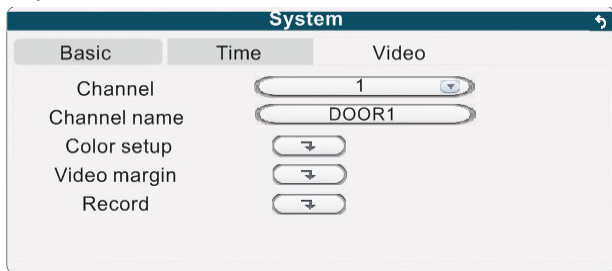 System
Basic Time Video
Channel 1
Channel name DOOR1
Color setup
Video margin
Record